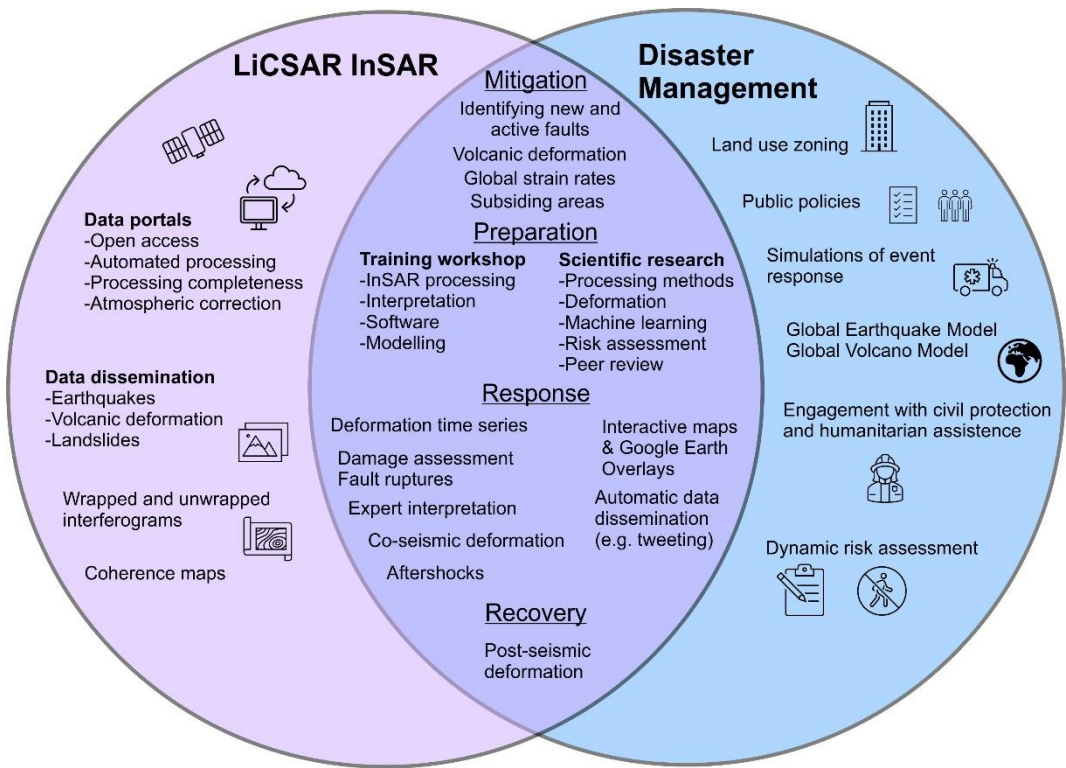 LiCSAR InSAR
Data portals
-Open access
-Automated processing
-Processing completeness
-Atmospheric correction
Data dissemination
-Earthquakes
-Volcanic deformation
-Landslides
Wrapped and unwrapped
interferograms
Coherence maps
Mitigation
Identifying new and
active faults
Volcanic deformation
Global strain rates
Subsiding areas
Preparation
Training workshop
-InSAR processing
-Interpretation
-Software
-Modelling
Scientific research
-Processing methods
-Deformation
-Machine learning
-Risk assessment
-Peer review
Response
Deformation time series
Damage assessment
Fault ruptures
Expert interpretation
Co-seismic deformation
Aftershocks
Interactive maps
& Google Earth
Overlays
Automatic data
dissemination
(e.g. tweeting)
Recovery
Post-seismic
deformation
Disaster
Management
Land use zoning
Public policies
Simulations of event
response
Global Earthquake Model
Global Volcano Model
Engagement with civil protection
and humanitarian assistence
Dynamic risk assessment